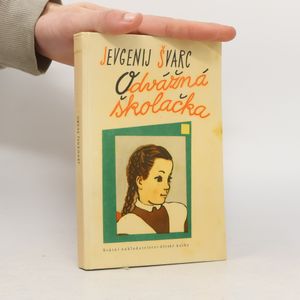 JEVGENIJ ŠVARC
Odvážná
školačka
Státní nakladatelství dětské knihy